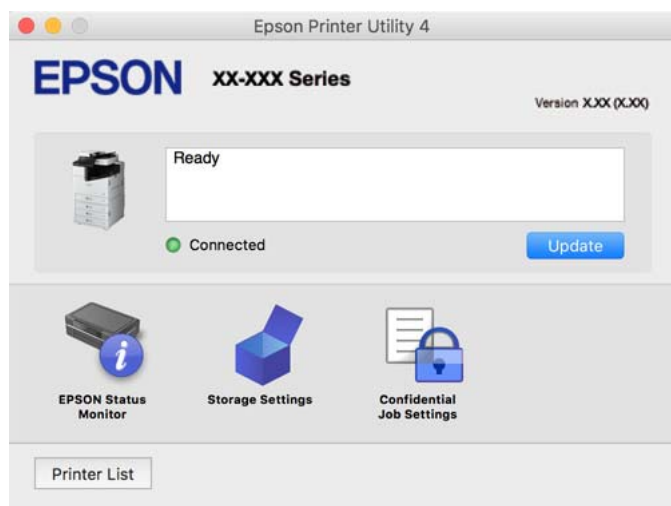 Epson Printer Utility 4
EPSON XX-XXX Series
Version X.XX (X.XX)
Ready
Connected
Update
EPSON Status
Monitor
Storage Settings
Confidential
Job Settings
Printer List